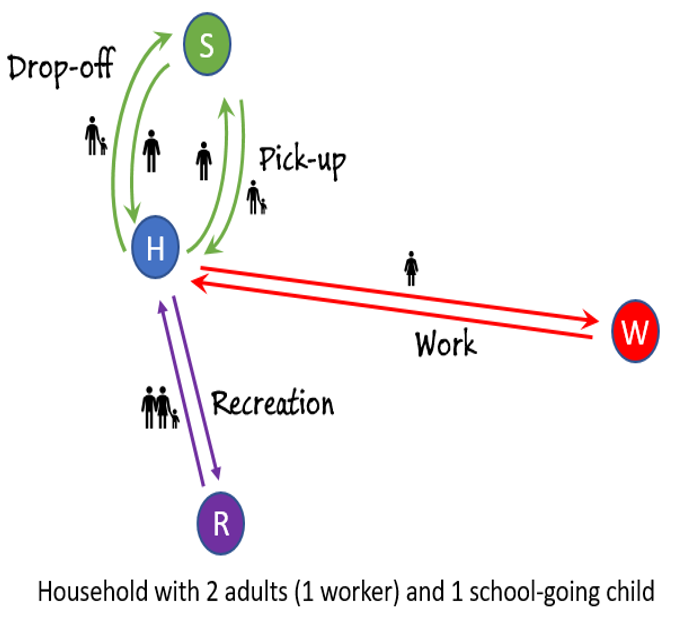 S
Drop-off
Pick-up
H
W
Work
Recreation
R
Household with 2 adults (1 worker) and 1 school-going child